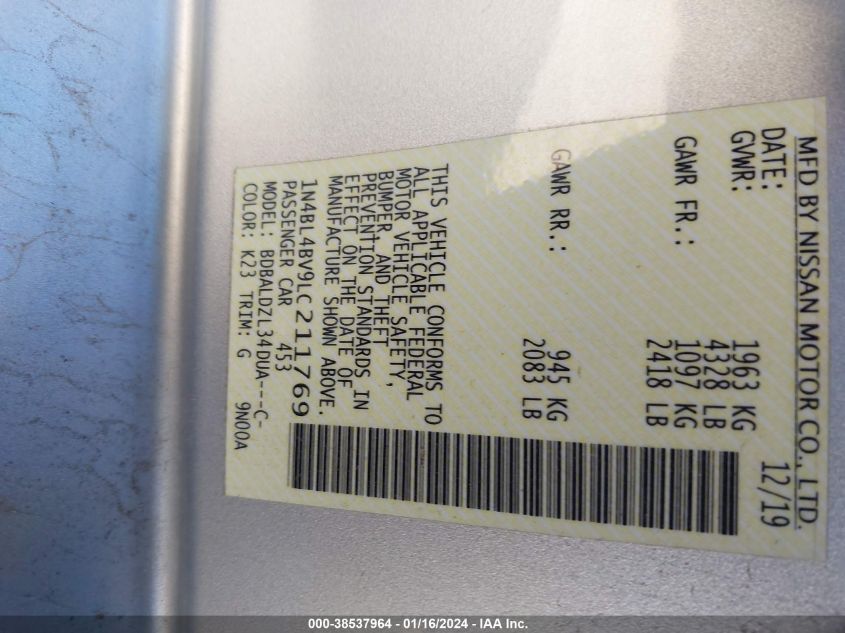 MFD BY NISSAN MOTOR CO., LTD.
DATE: 12/19
GVWR: 1963 KG
4328 LB
GAWR FR.: 1097 KG
2418 LB
GAWR RR.: 945 KG
2083 LB
THIS VEHICLE CONFORMS TO
ALL APPLICABLE FEDERAL
MOTOR VEHICLE SAFETY,
BUMPER, AND THEFT
PREVENTION STANDARDS IN
EFFECT ON THE DATE OF
MANUFACTURE SHOWN ABOVE.
1N4BL4BV9LC211769
PASSENGER CAR 453
MODEL: BDBALDZL34DUA---C-
COLOR: K23 TRIM: G 9N00A
000-38537964 - 01/16/2024 - IAA Inc.